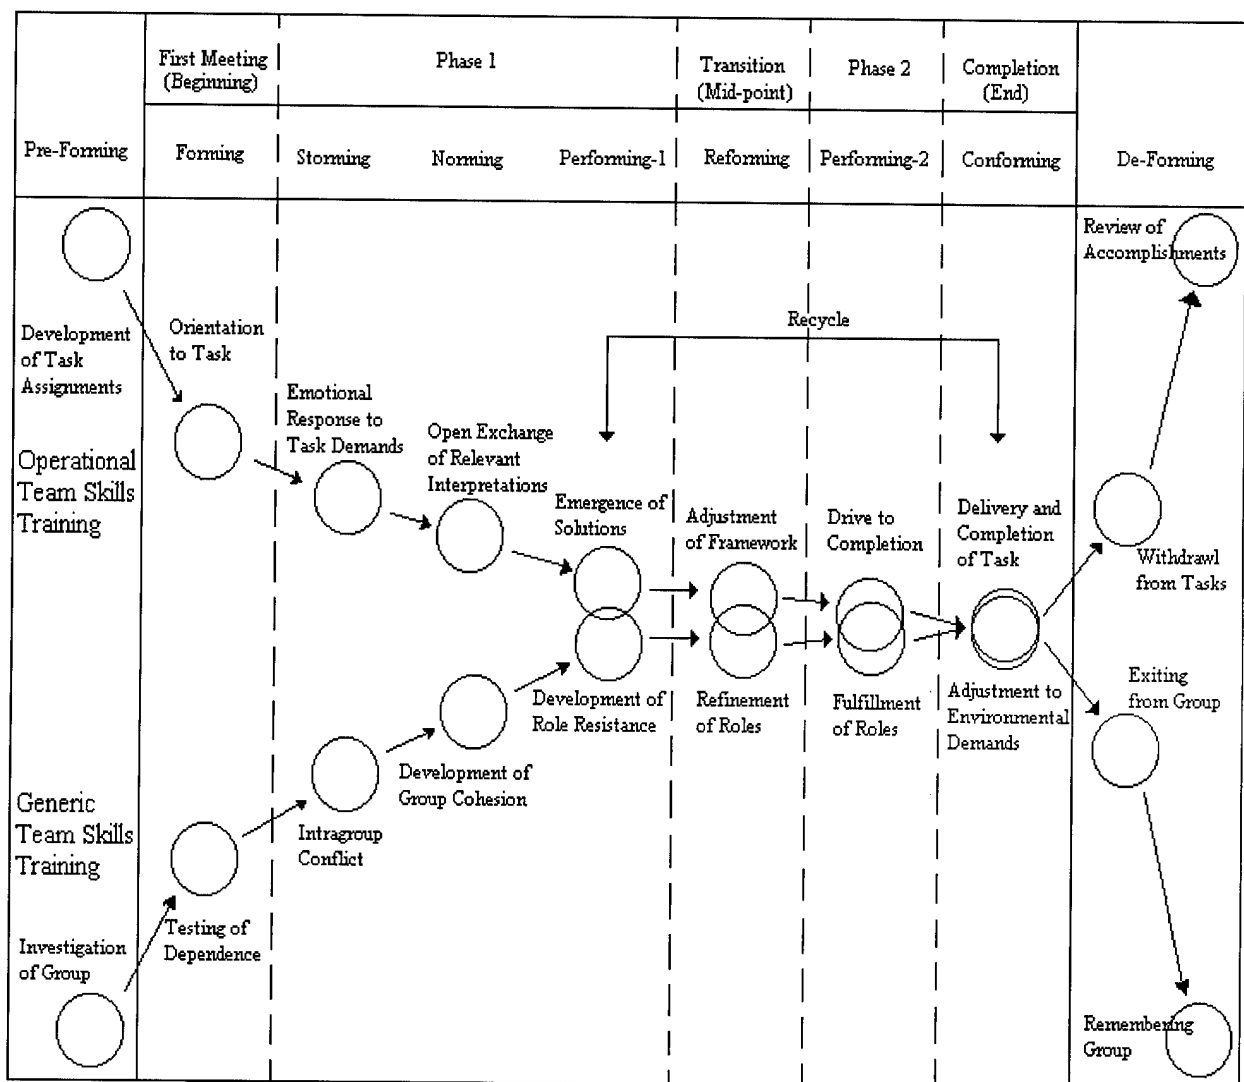 First Meeting
(Beginning)
Phase 1
Transition
(Mid-point)
Phase 2
Completion
(End)
Pre-Forming
Forming
Storming
Norming
Performing-1
Reforming
Performing-2
Conforming
De-Forming
Development
of Task
Assignments
Operational
Team Skills
Training
Generic
Team Skills
Training
Investigation
of Group
Orientation
to Task
Testing of
Dependence
Emotional
Response to
Task Demands
Intragroup
Conflict
Open Exchange
of Relevant
Interpretations
Development of
Group Cohesion
Emergence of
Solutions
Development of
Role Resistance
Recycle
Adjustment
of Framework
Refinement
of Roles
Drive to
Completion
Fulfillment
of Roles
Delivery and
Completion
of Task
Adjustment to
Environmental
Demands
Review of
Accomplishments
Withdrawl
from Tasks
Exiting
from Group
Remembering
Group